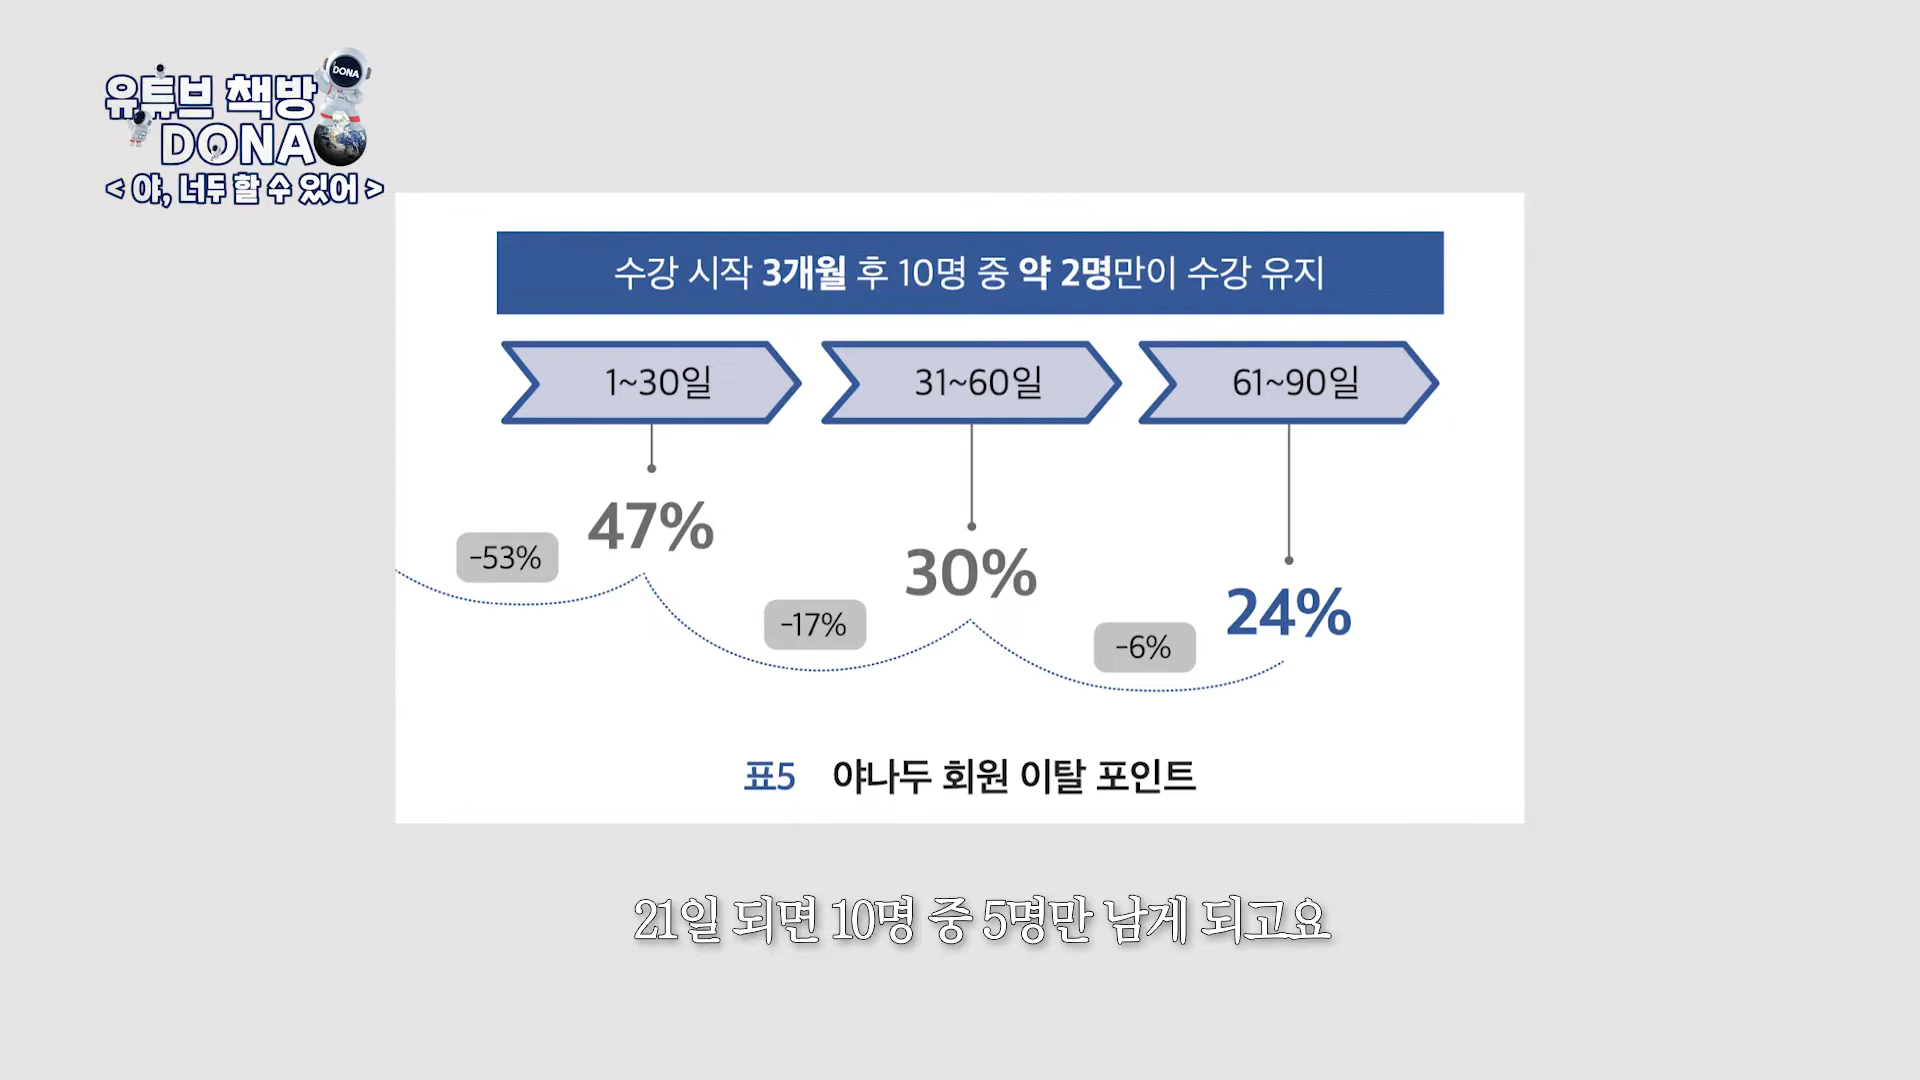 DONA
유튜브 책방
DONA
< 야, 너두 할 수 있어 >
수강 시작 3개월 후 10명 중 약 2명만이 수강 유지
1~30일
31~60일
61~90일
47%
-53%
30%
-17%
24%
-6%
표5 야나두 회원 이탈 포인트
21일 되면 10명 중 5명만 남게 되고요